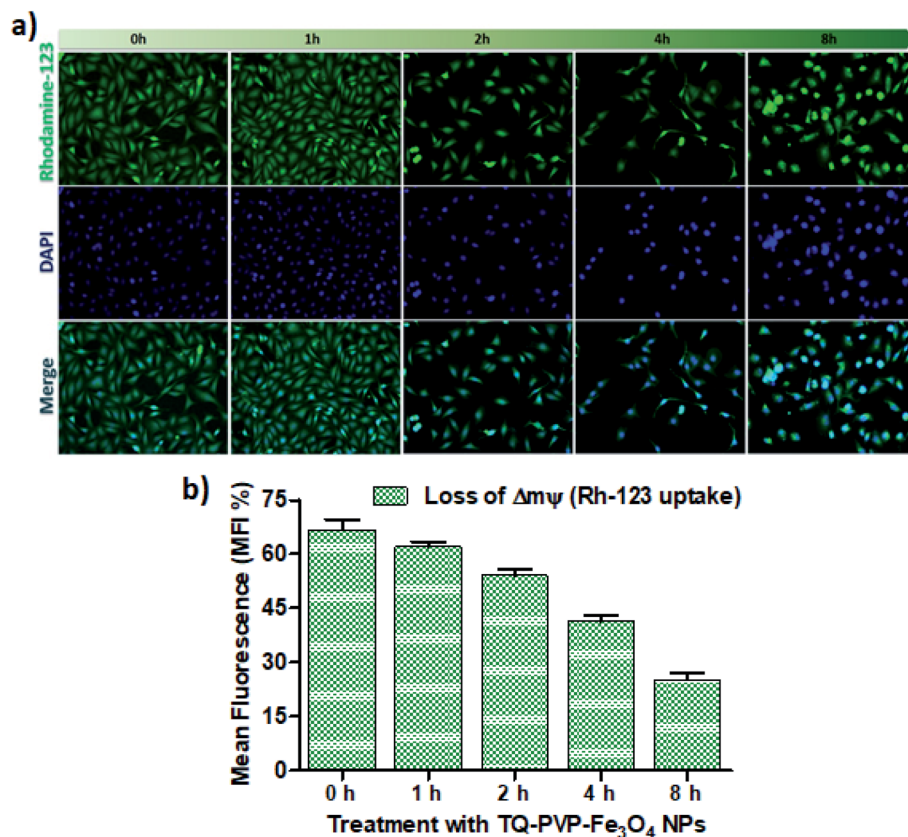 a)
0h 1h 2h 4h 8h
Rhodamine-123
DAPI
Merge
b)
Loss of Δmψ (Rh-123 uptake)
Mean Fluorescence (MFI %)
75
60
45
30
15
0
0 h 1 h 2 h 4 h 8 h
Treatment with TQ-PVP-Fe₃O₄ NPs